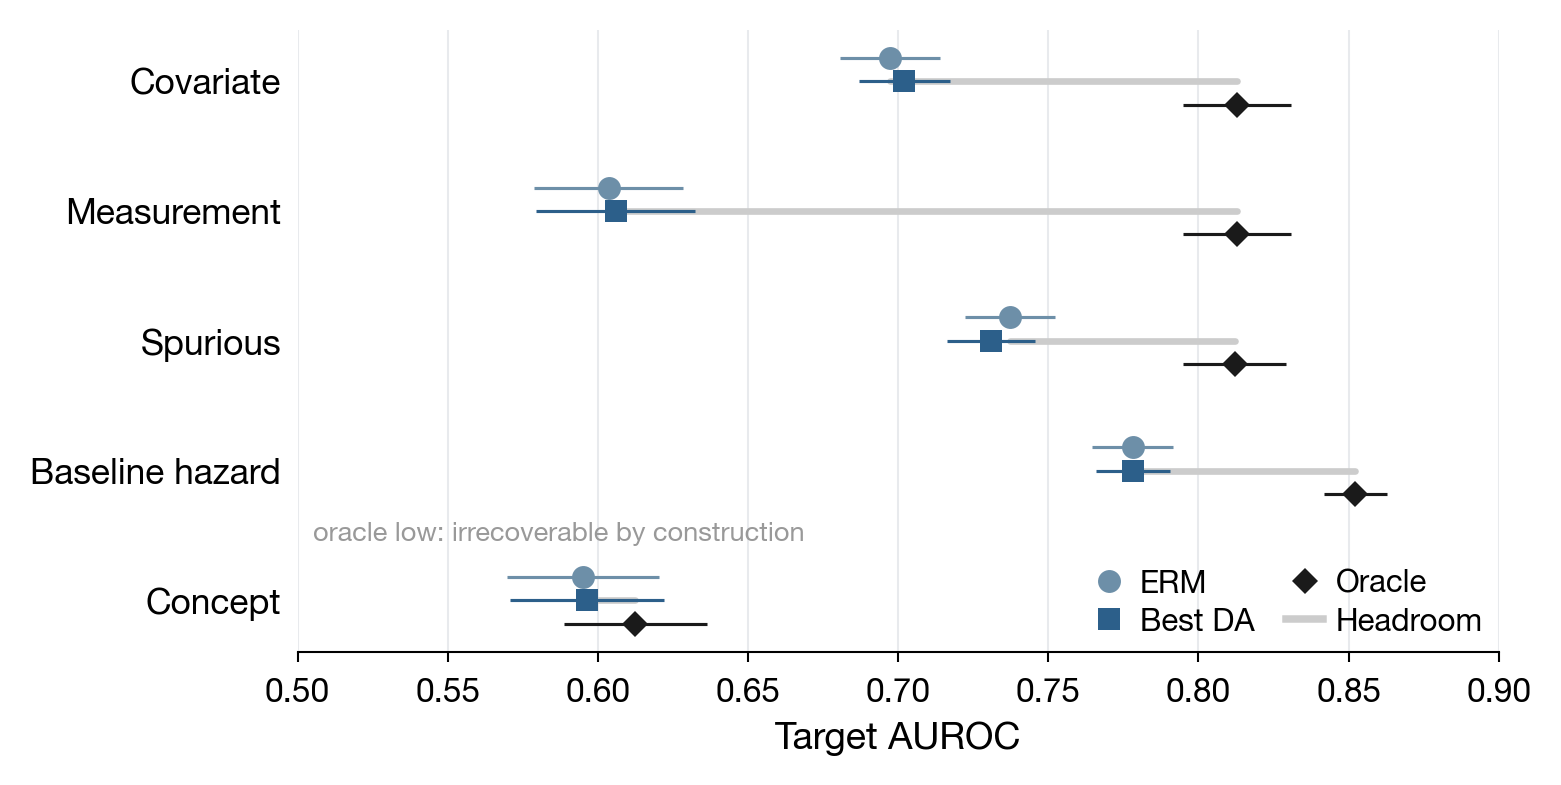 Covariate
Measurement
Spurious
Baseline hazard
oracle low: irrecoverable by construction
Concept
ERM
Oracle
Best DA
Headroom
0.50 0.55 0.60 0.65 0.70 0.75 0.80 0.85 0.90
Target AUROC